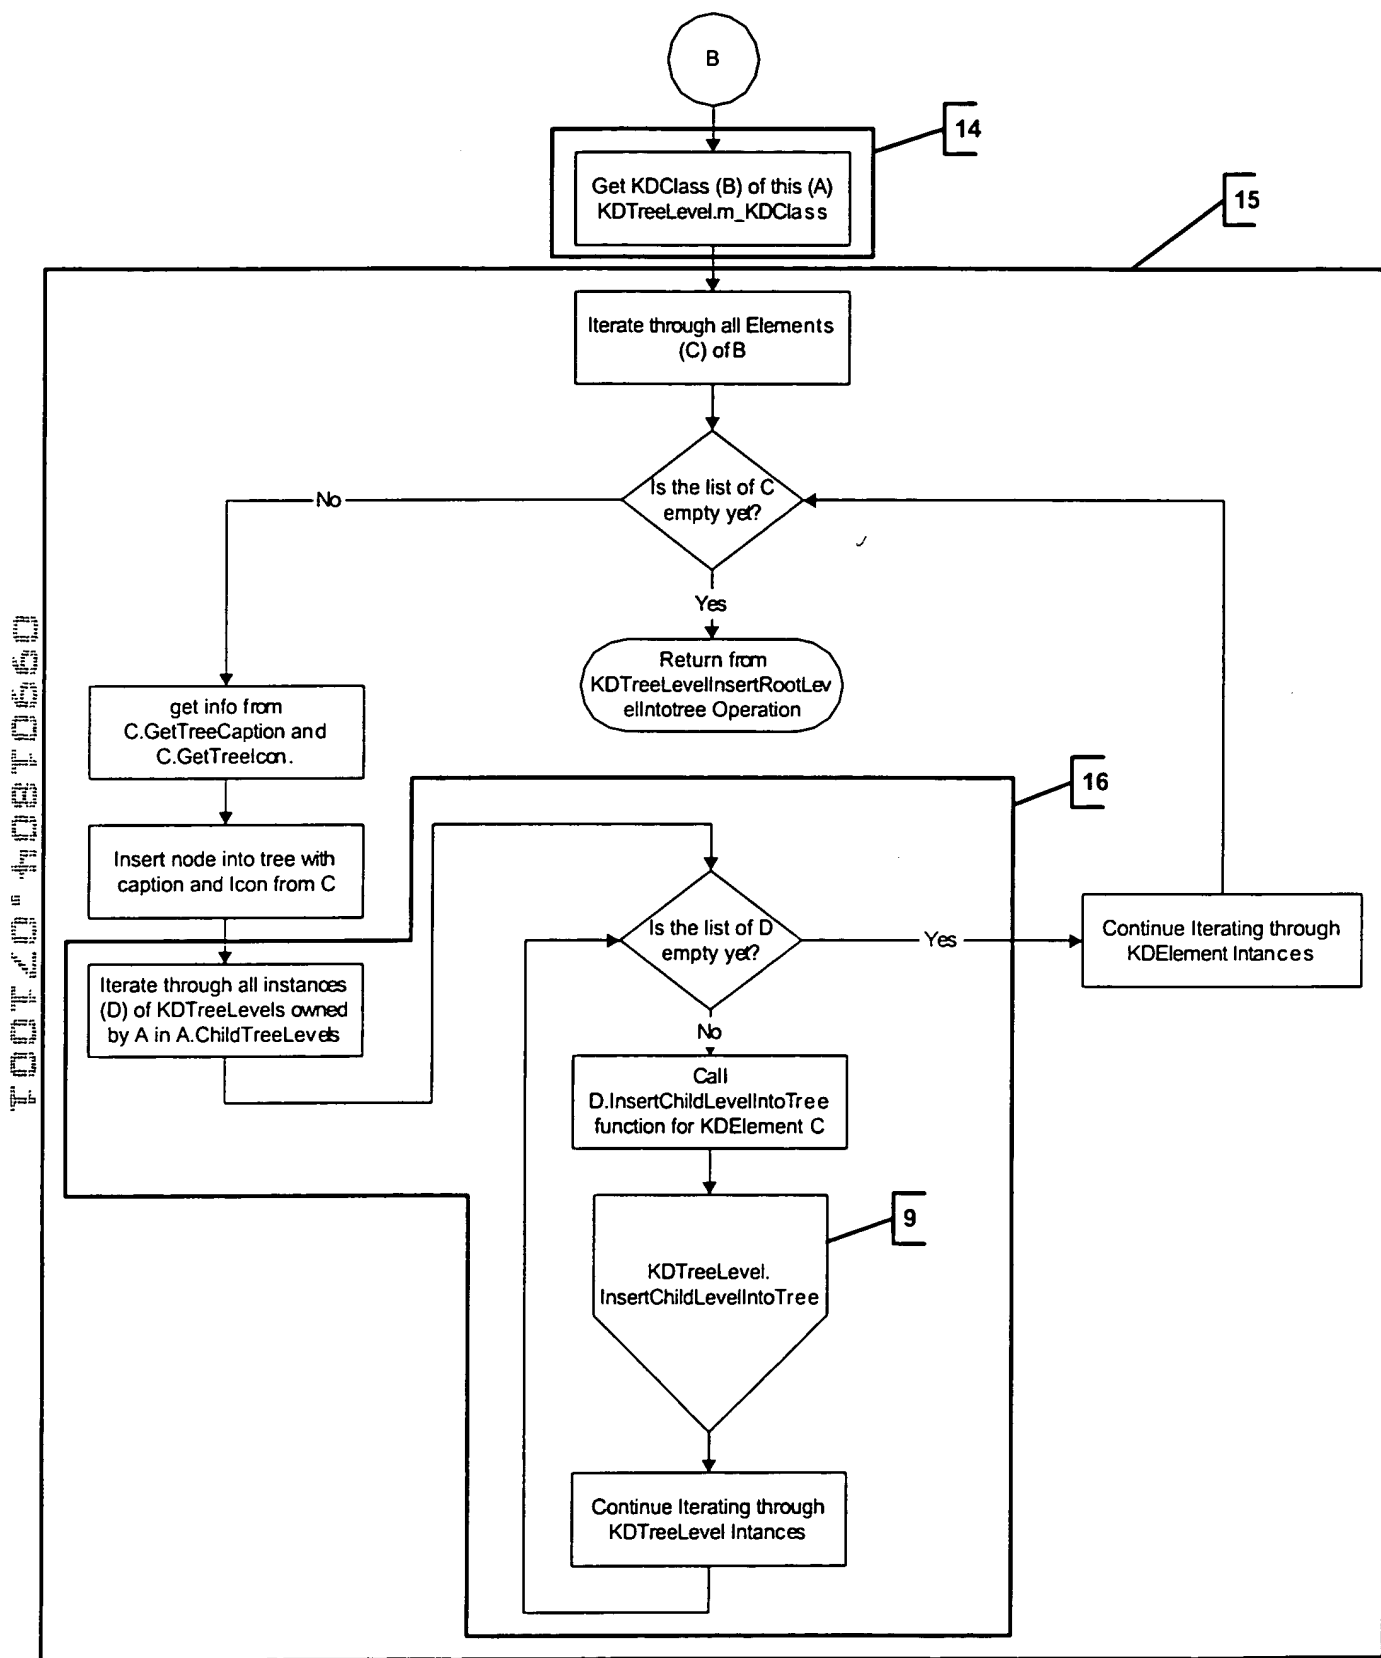 B
14
Get KDClass (B) of this (A)
KDTreeLevel.m_KDClass
15
Iterate through all Elements
(C) of B
Is the list of C
empty yet?
No
Yes
Return from
KDTreeLevelInsertRootLev
elIntotree Operation
get info from
C.GetTreeCaption and
C.GetTreeIcon.
16
Insert node into tree with
caption and Icon from C
Is the list of D
empty yet?
Yes
Continue Iterating through
KDElement Intances
Iterate through all instances
(D) of KDTreeLevels owned
by A in A.ChildTreeLevels
No
Call
D.InsertChildLevelIntoTree
function for KDElement C
9
KDTreeLevel.
InsertChildLevelIntoTree
Continue Iterating through
KDTreeLevel Intances